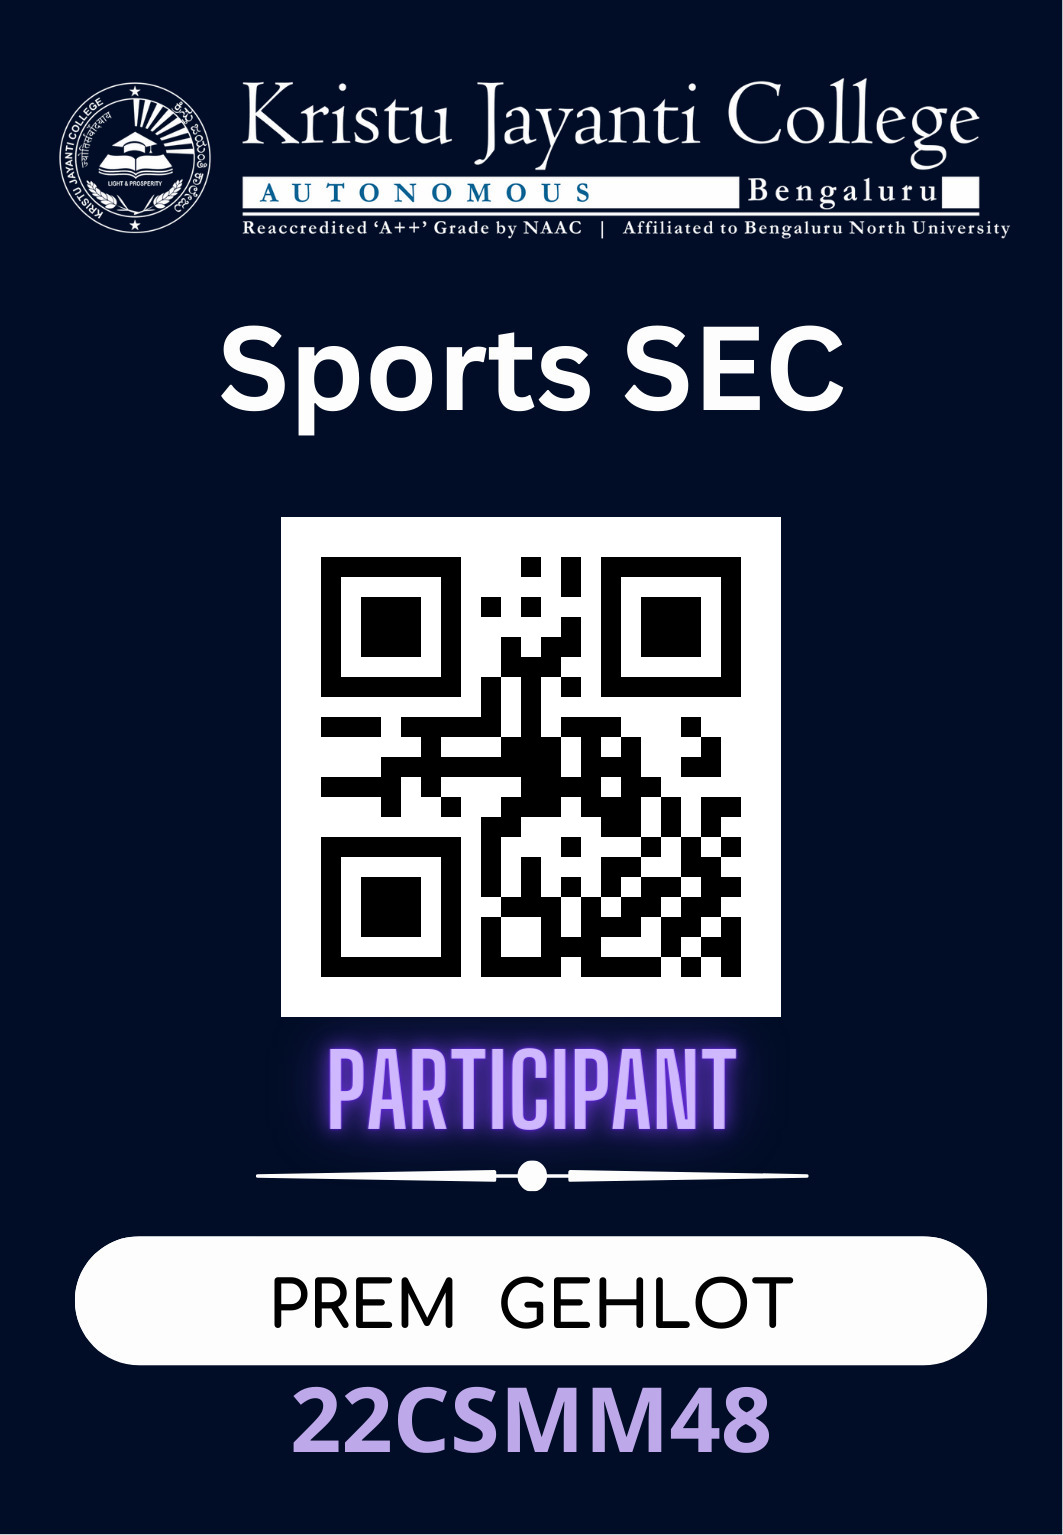 Kristu Jayanti College
AUTONOMOUS Bengaluru
Reaccredited ‘A++’ Grade by NAAC | Affiliated to Bengaluru North University
KRISTU JAYANTI COLLEGE
LIGHT & PROSPERITY
Sports SEC
PARTICIPANT
PREM GEHLOT
22CSMM48